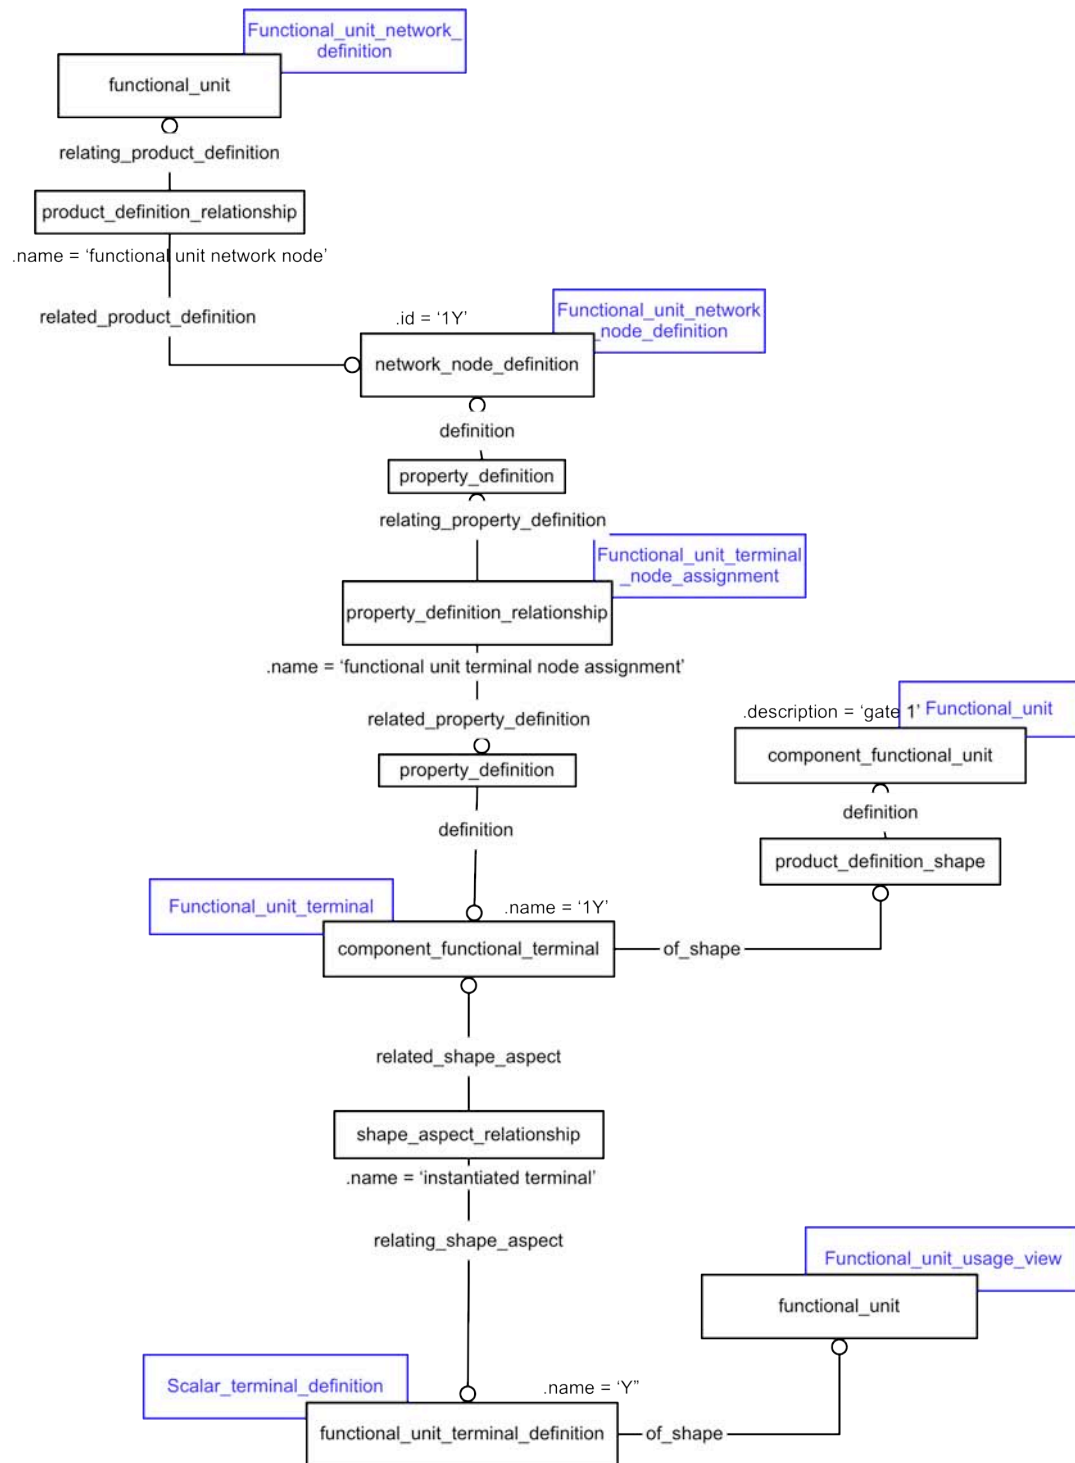 Functional_unit_network_
definition
functional_unit
relating_product_definition
product_definition_relationship
.name = ‘functional unit network node’
related_product_definition
.id = ‘1Y’
Functional_unit_network
_node_definition
network_node_definition
definition
property_definition
relating_property_definition
Functional_unit_terminal
_node_assignment
property_definition_relationship
.name = ‘functional unit terminal node assignment’
related_property_definition
property_definition
.description = ‘gate 1’
Functional_unit
component_functional_unit
definition
definition
product_definition_shape
Functional_unit_terminal
.name = ‘1Y’
component_functional_terminal
of_shape
related_shape_aspect
shape_aspect_relationship
.name = ‘instantiated terminal’
relating_shape_aspect
Functional_unit_usage_view
functional_unit
Scalar_terminal_definition
.name = ‘Y”
functional_unit_terminal_definition
of_shape